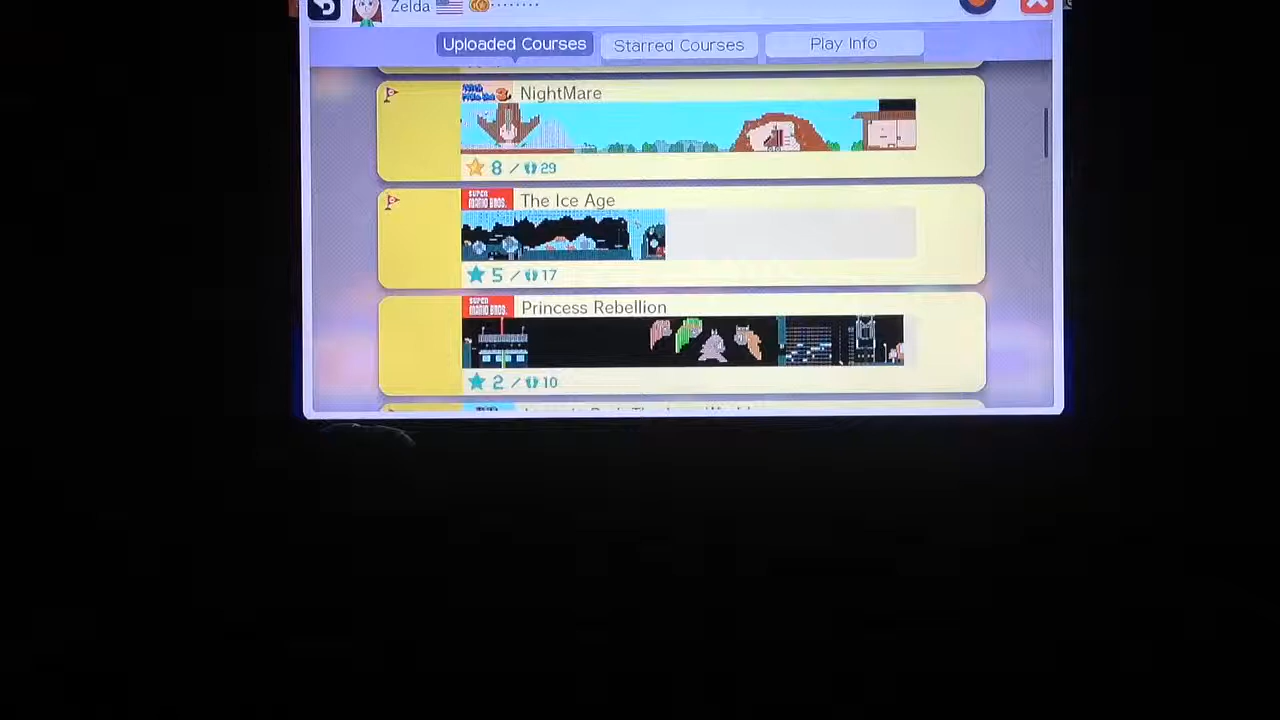 Zelda
Uploaded Courses
Starred Courses
Play Info
NightMare
8 / 29
SUPER
MARIO BROS.
The Ice Age
5 / 17
SUPER
MARIO BROS.
Princess Rebellion
2 / 10